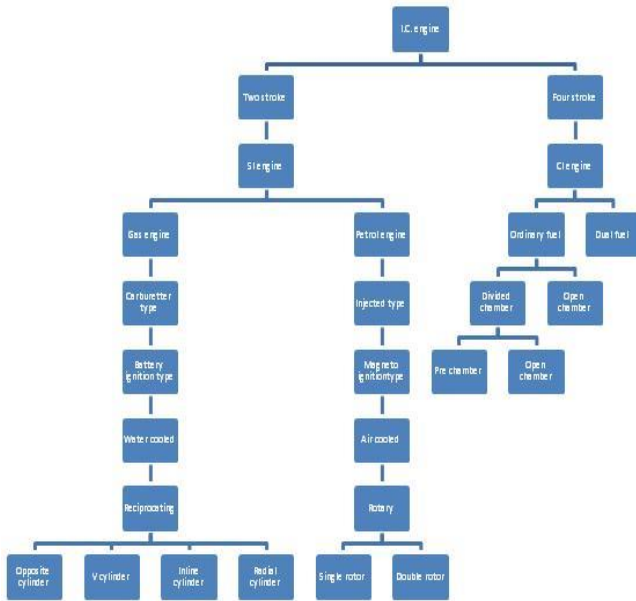 I.C. engine
Two stroke
Four stroke
SI engine
CI engine
Gas engine
Petrol engine
Ordinary fuel
Dual fuel
Carburetter
type
Injected type
Divided
chamber
Open
chamber
Battery
ignition type
Magneto
ignition type
Pre chamber
Open
chamber
Water cooled
Air cooled
Reciprocating
Rotary
Opposite
cylinder
V cylinder
Inline
cylinder
Radial
cylinder
Single rotor
Double rotor